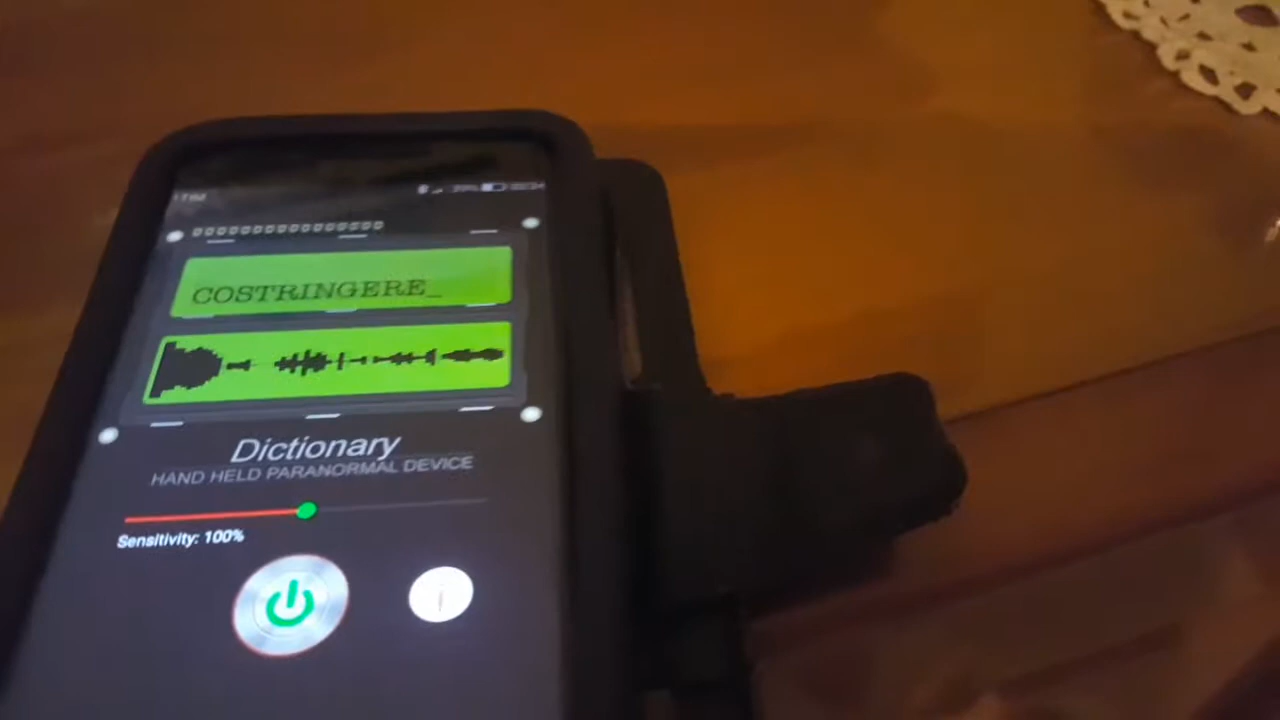 COSTRINGERE_
Dictionary
HAND HELD PARANORMAL DEVICE
Sensitivity: 100%